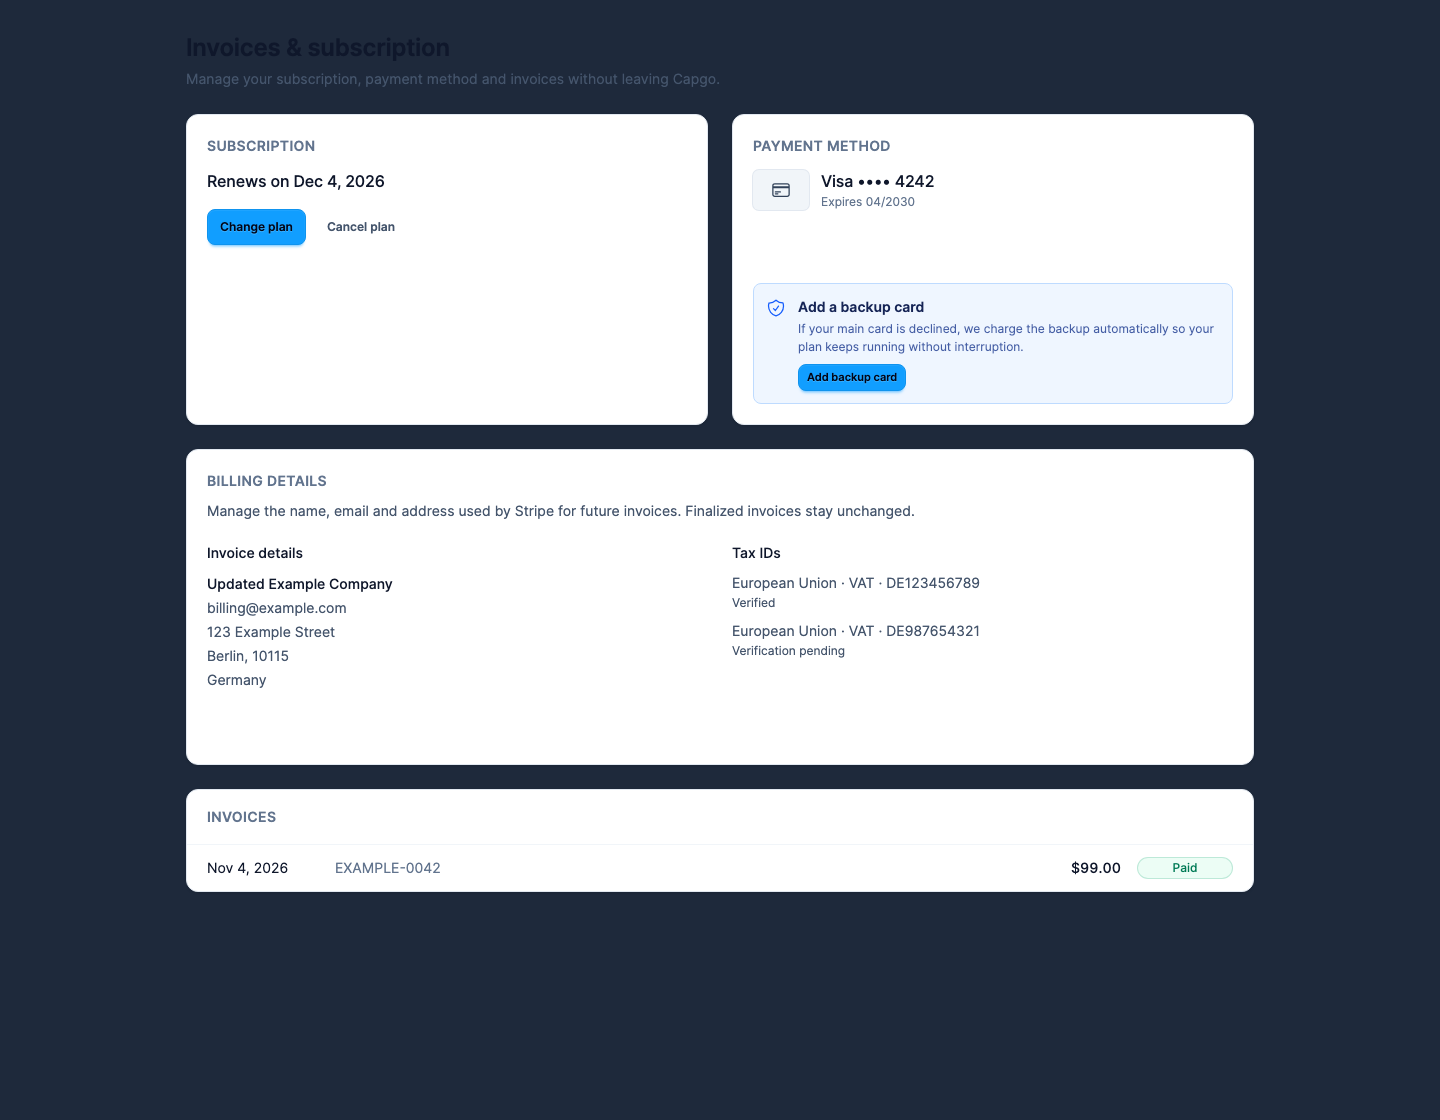 Invoices & subscription
Manage your subscription, payment method and invoices without leaving Capgo.
SUBSCRIPTION
Renews on Dec 4, 2026
Change plan
Cancel plan
PAYMENT METHOD
Visa •••• 4242
Expires 04/2030
Add a backup card
If your main card is declined, we charge the backup automatically so your
plan keeps running without interruption.
Add backup card
BILLING DETAILS
Manage the name, email and address used by Stripe for future invoices. Finalized invoices stay unchanged.
Invoice details
Updated Example Company
billing@example.com
123 Example Street
Berlin, 10115
Germany
Tax IDs
European Union · VAT · DE123456789
Verified
European Union · VAT · DE987654321
Verification pending
INVOICES
Nov 4, 2026 EXAMPLE-0042 $99.00 Paid